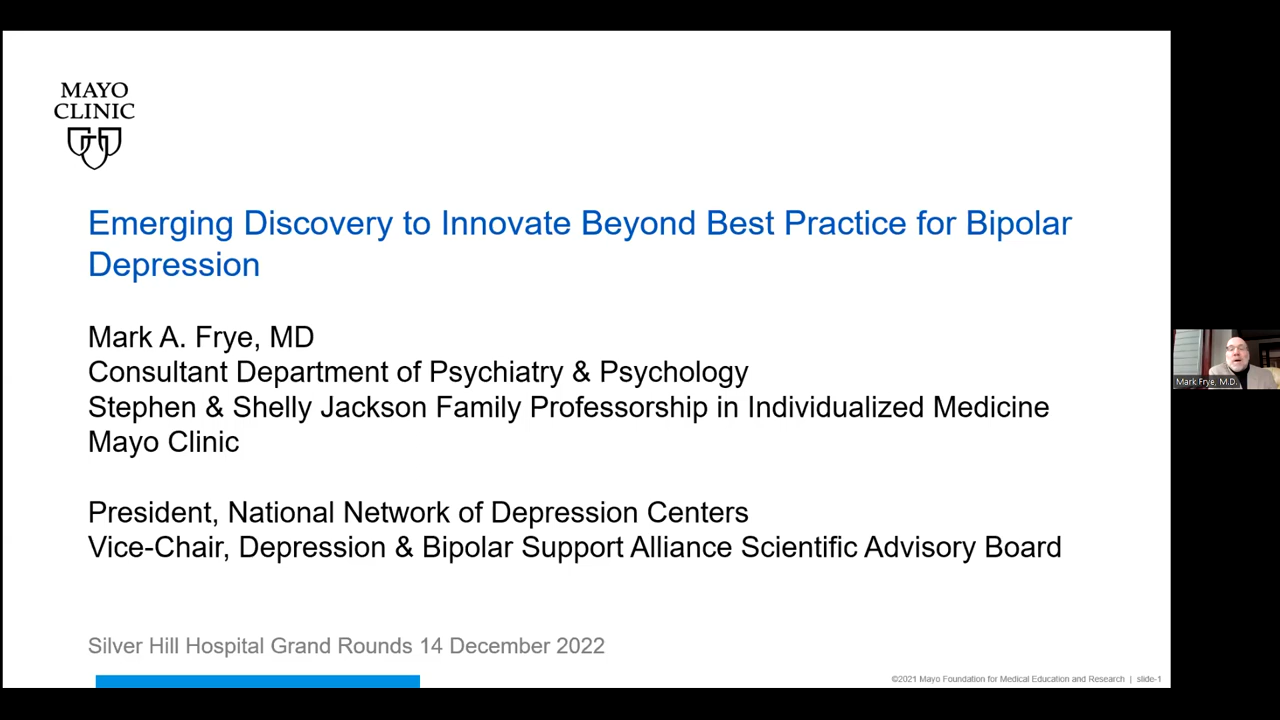 MAYO
CLINIC
Emerging Discovery to Innovate Beyond Best Practice for Bipolar
Depression
Mark A. Frye, MD
Consultant Department of Psychiatry & Psychology
Stephen & Shelly Jackson Family Professorship in Individualized Medicine
Mayo Clinic
President, National Network of Depression Centers
Vice-Chair, Depression & Bipolar Support Alliance Scientific Advisory Board
Silver Hill Hospital Grand Rounds 14 December 2022
©2021 Mayo Foundation for Medical Education and Research | slide-1
Mark Frye, M.D.